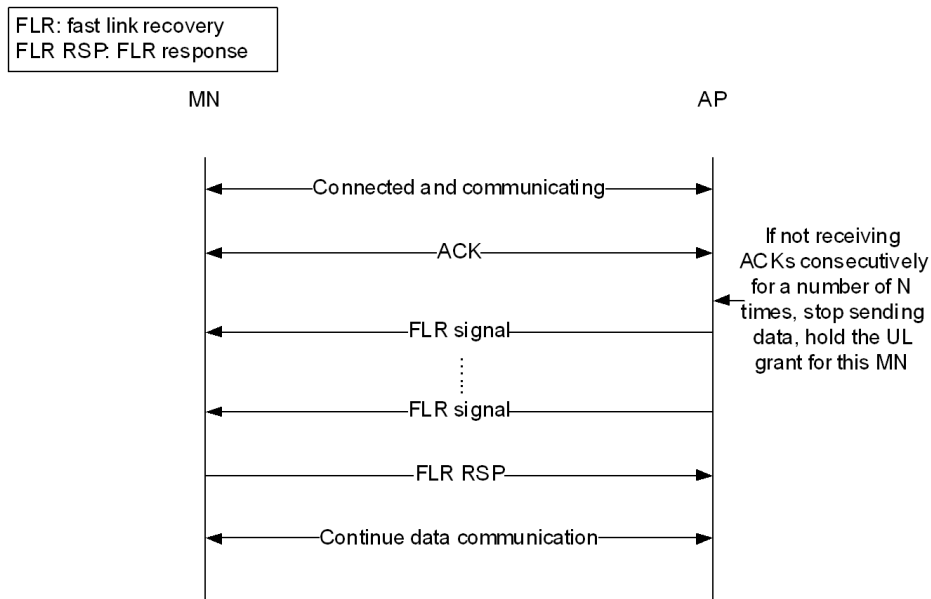 FLR: fast link recovery
FLR RSP: FLR response
MN
AP
Connected and communicating
ACK
If not receiving
ACKs consecutively
for a number of N
times, stop sending
data, hold the UL
grant for this MN
FLR signal
FLR signal
FLR RSP
Continue data communication